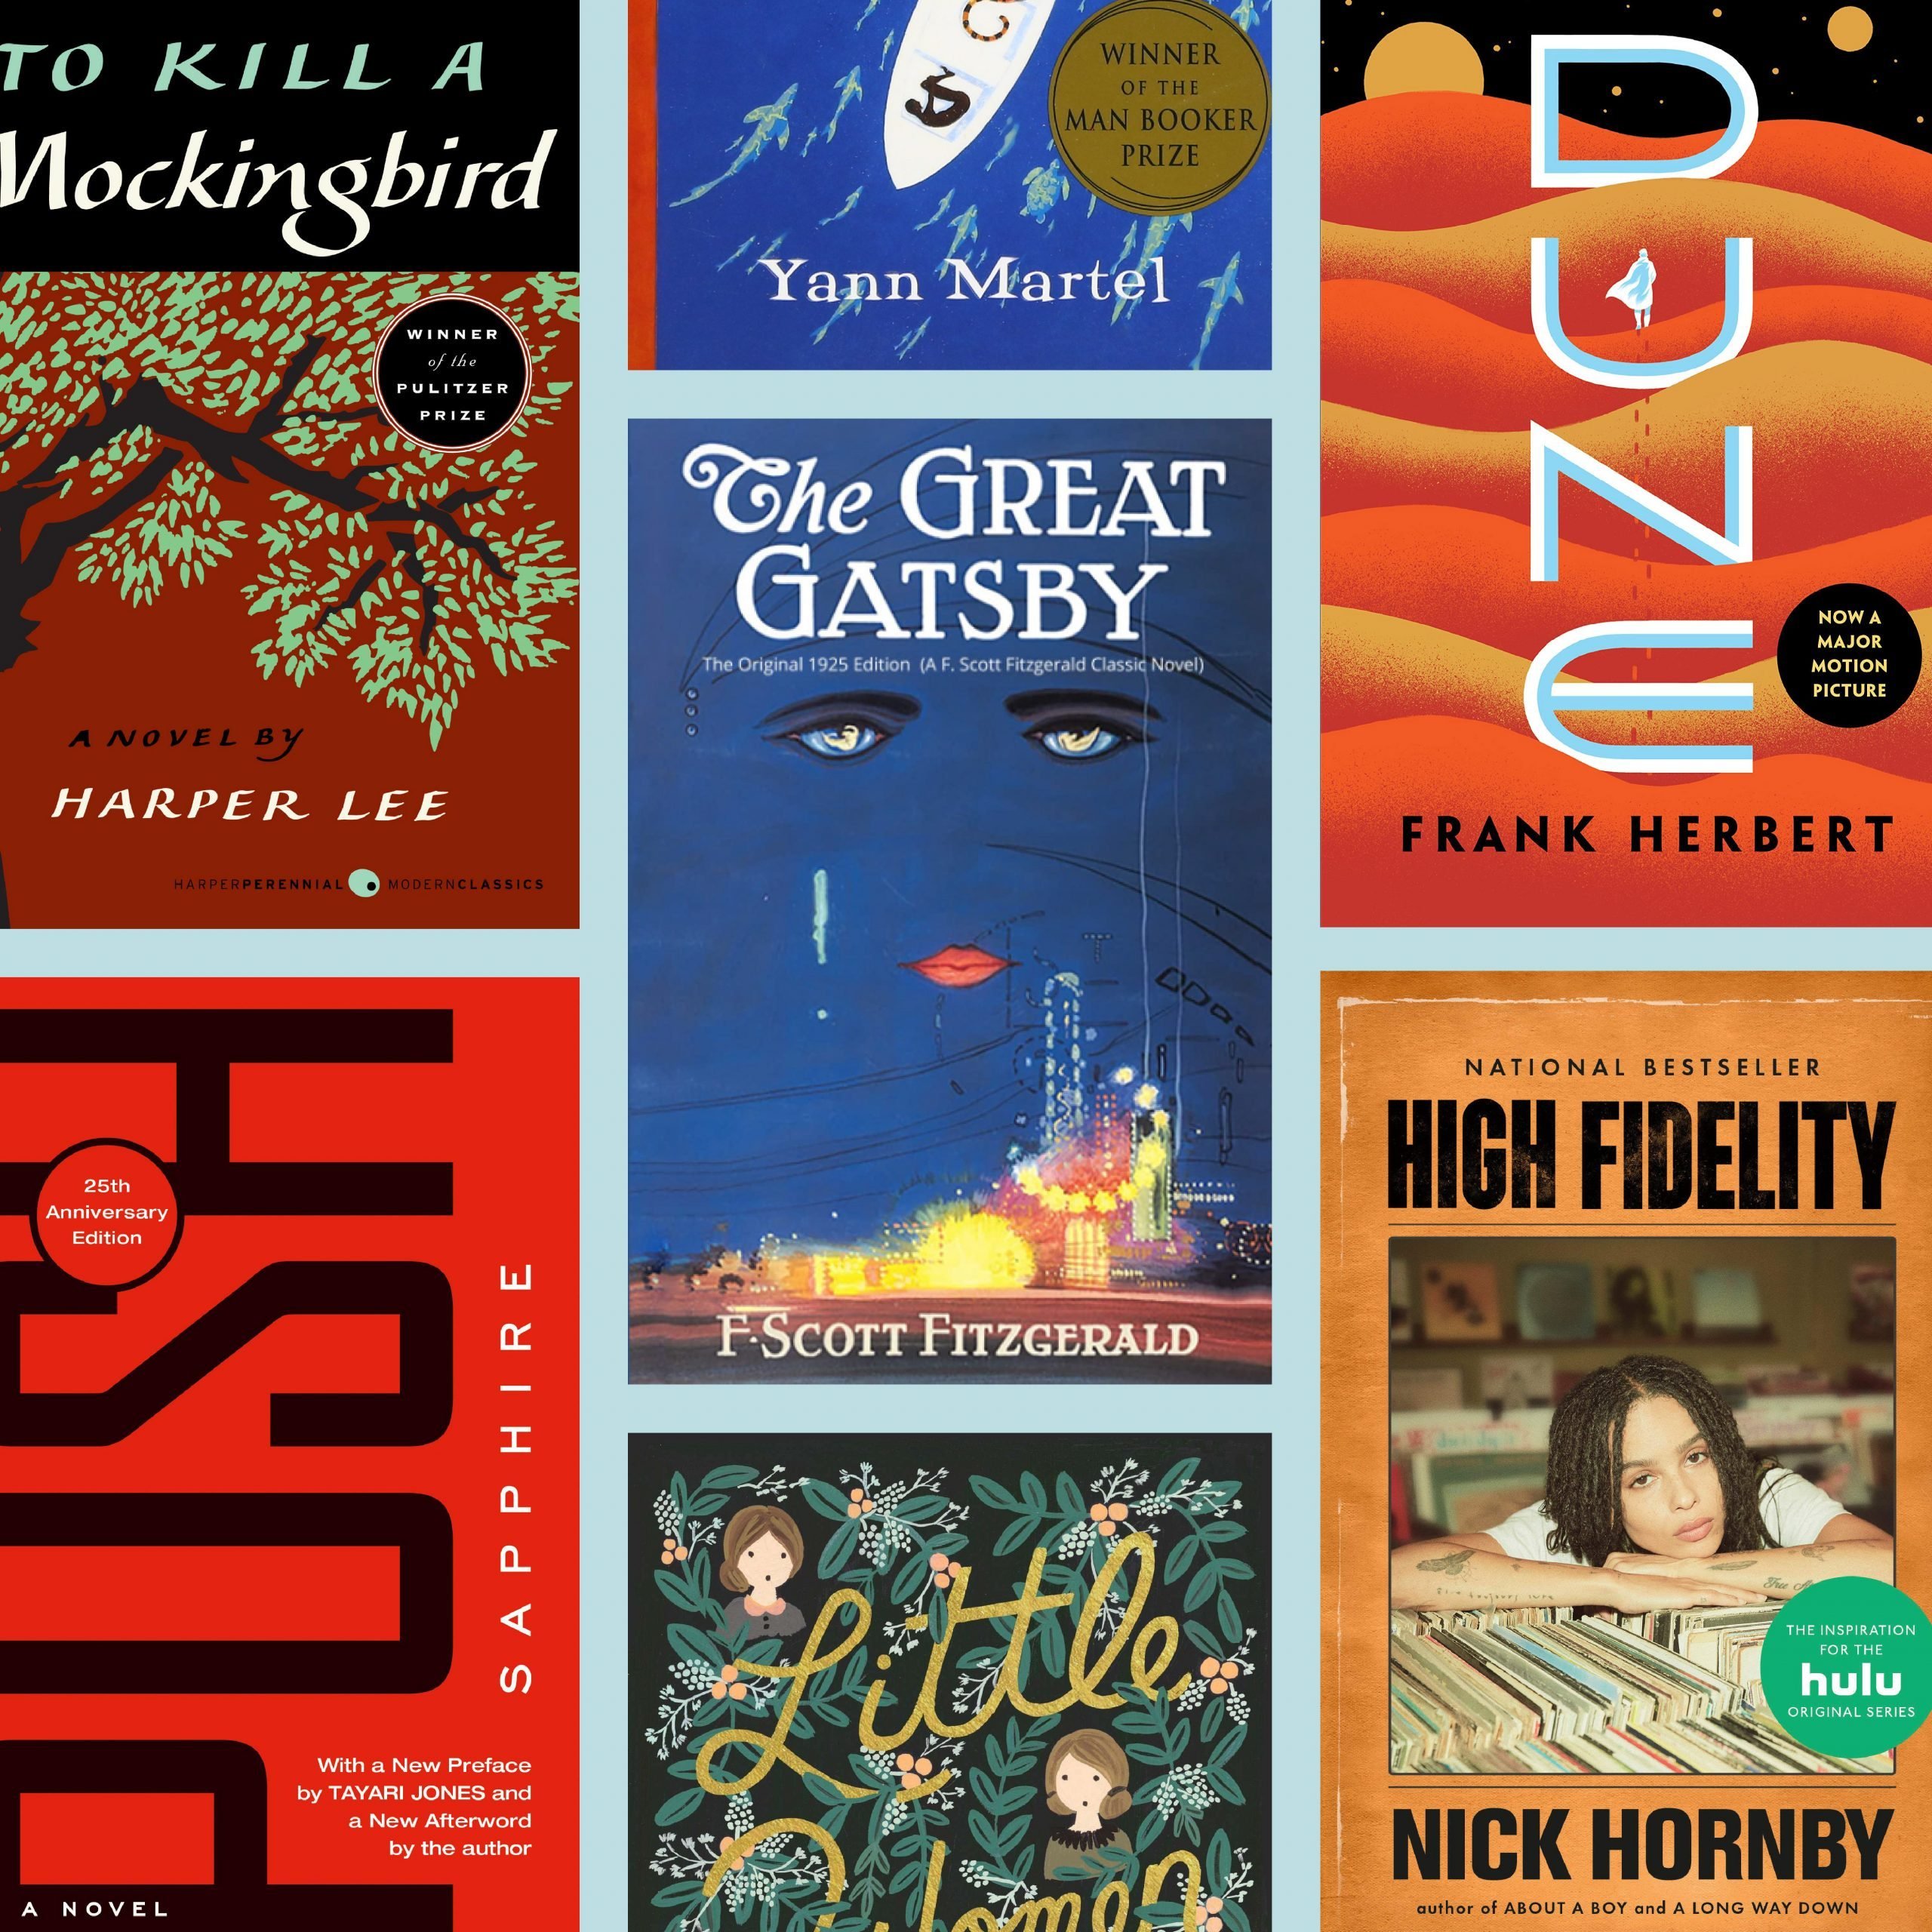 TO KILL A
Mockingbird
WINNER
of the
PULITZER
PRIZE
A NOVEL BY
HARPER LEE
HARPERPERENNIAL MODERNCLASSICS
PUSH
25th
Anniversary
Edition
SAPPHIRE
With a New Preface
by TAYARI JONES and
a New Afterword
by the author
A NOVEL
WINNER
OF THE
MAN BOOKER
PRIZE
Yann Martel
The GREAT
GATSBY
The Original 1925 Edition (A F. Scott Fitzgerald Classic Novel)
F·SCOTT FITZGERALD
Little
Women
DUNE
NOW A
MAJOR
MOTION
PICTURE
FRANK HERBERT
NATIONAL BESTSELLER
HIGH FIDELITY
THE INSPIRATION
FOR THE
hulu
ORIGINAL SERIES
NICK HORNBY
author of ABOUT A BOY and A LONG WAY DOWN